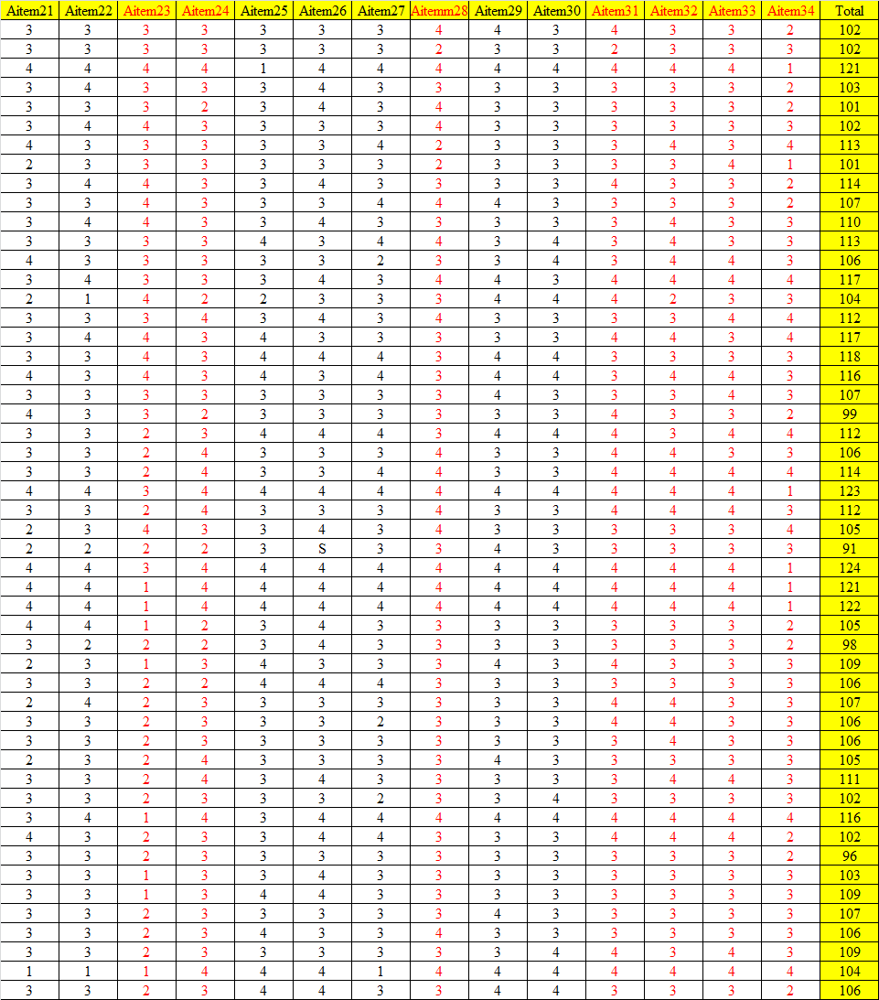 Aitem21 Aitem22 Aitem23 Aitem24 Aitem25 Aitem26 Aitem27 Aitemm28 Aitem29 Aitem30 Aitem31 Aitem32 Aitem33 Aitem34 Total
3 3 3 3 3 3 3 4 4 3 4 3 3 2 102
3 3 3 3 3 3 3 2 3 3 2 3 3 3 102
4 4 4 4 1 4 4 4 4 4 4 4 4 1 121
3 4 3 3 3 4 3 3 3 3 3 3 3 2 103
3 3 3 2 3 4 3 4 3 3 3 3 3 2 101
3 4 4 3 3 3 3 4 3 3 3 3 3 3 102
4 3 3 3 3 3 4 2 3 3 3 4 3 4 113
2 3 3 3 3 3 3 2 3 3 3 3 4 1 101
3 4 4 3 3 4 3 3 3 3 4 3 3 2 114
3 3 4 3 3 3 4 4 4 3 3 3 3 2 107
3 4 4 3 3 4 3 3 3 3 3 4 3 3 110
3 3 3 3 4 3 4 4 3 4 3 4 3 3 113
4 3 3 3 3 3 2 3 3 4 3 4 4 3 106
3 4 3 3 3 4 3 4 4 3 4 4 4 4 117
2 1 4 2 2 3 3 3 4 4 4 2 3 3 104
3 3 3 4 3 4 3 4 3 3 3 3 4 4 112
3 4 4 3 4 3 3 3 3 3 4 4 3 4 117
3 3 4 3 4 4 4 3 4 4 3 3 3 3 118
4 3 4 3 4 3 4 3 4 4 3 4 4 3 116
3 3 3 3 3 3 3 3 4 3 3 3 4 3 107
4 3 3 2 3 3 3 3 3 3 4 3 3 2 99
3 3 2 3 4 4 4 3 4 4 4 3 4 4 112
3 3 2 4 3 3 3 4 3 3 4 4 3 3 106
3 3 2 4 3 3 4 4 3 3 4 4 4 4 114
4 4 3 4 4 4 4 4 4 4 4 4 4 1 123
3 3 2 4 3 3 3 4 3 3 4 4 4 3 112
2 3 4 3 3 4 3 4 3 3 3 3 3 4 105
2 2 2 2 3 S 3 3 4 3 3 3 3 3 91
4 4 3 4 4 4 4 4 4 4 4 4 4 1 124
4 4 1 4 4 4 4 4 4 4 4 4 4 1 121
4 4 1 4 4 4 4 4 4 4 4 4 4 1 122
4 4 1 2 3 4 3 3 3 3 3 3 3 2 105
3 2 2 2 3 4 3 3 3 3 3 3 3 2 98
2 3 1 3 4 3 3 3 4 3 4 3 3 3 109
3 3 2 2 4 4 4 3 3 3 3 3 3 3 106
2 4 2 3 3 3 3 3 3 3 4 4 3 3 107
3 3 2 3 3 3 2 3 3 3 4 4 3 3 106
3 3 2 3 3 3 3 3 3 3 3 4 3 3 106
2 3 2 4 3 3 3 3 4 3 3 3 3 3 105
3 3 2 4 3 4 3 3 3 3 3 4 4 3 111
3 3 2 3 3 3 2 3 3 4 3 3 3 3 102
3 4 1 4 3 4 4 4 4 4 4 4 4 4 116
4 3 2 3 3 4 4 3 3 3 4 4 4 2 102
3 3 2 3 3 3 3 3 3 3 3 3 3 2 96
3 3 1 3 3 4 3 3 3 3 3 3 3 3 103
3 3 1 3 4 4 3 3 3 3 3 3 3 3 109
3 3 2 3 3 3 3 3 4 3 3 3 3 3 107
3 3 2 3 4 3 3 4 3 3 3 3 3 3 106
3 3 2 3 3 3 3 3 3 4 4 3 4 3 109
1 1 1 4 4 4 1 4 4 4 4 4 4 4 104
3 3 2 3 4 4 3 3 4 4 3 3 3 2 106